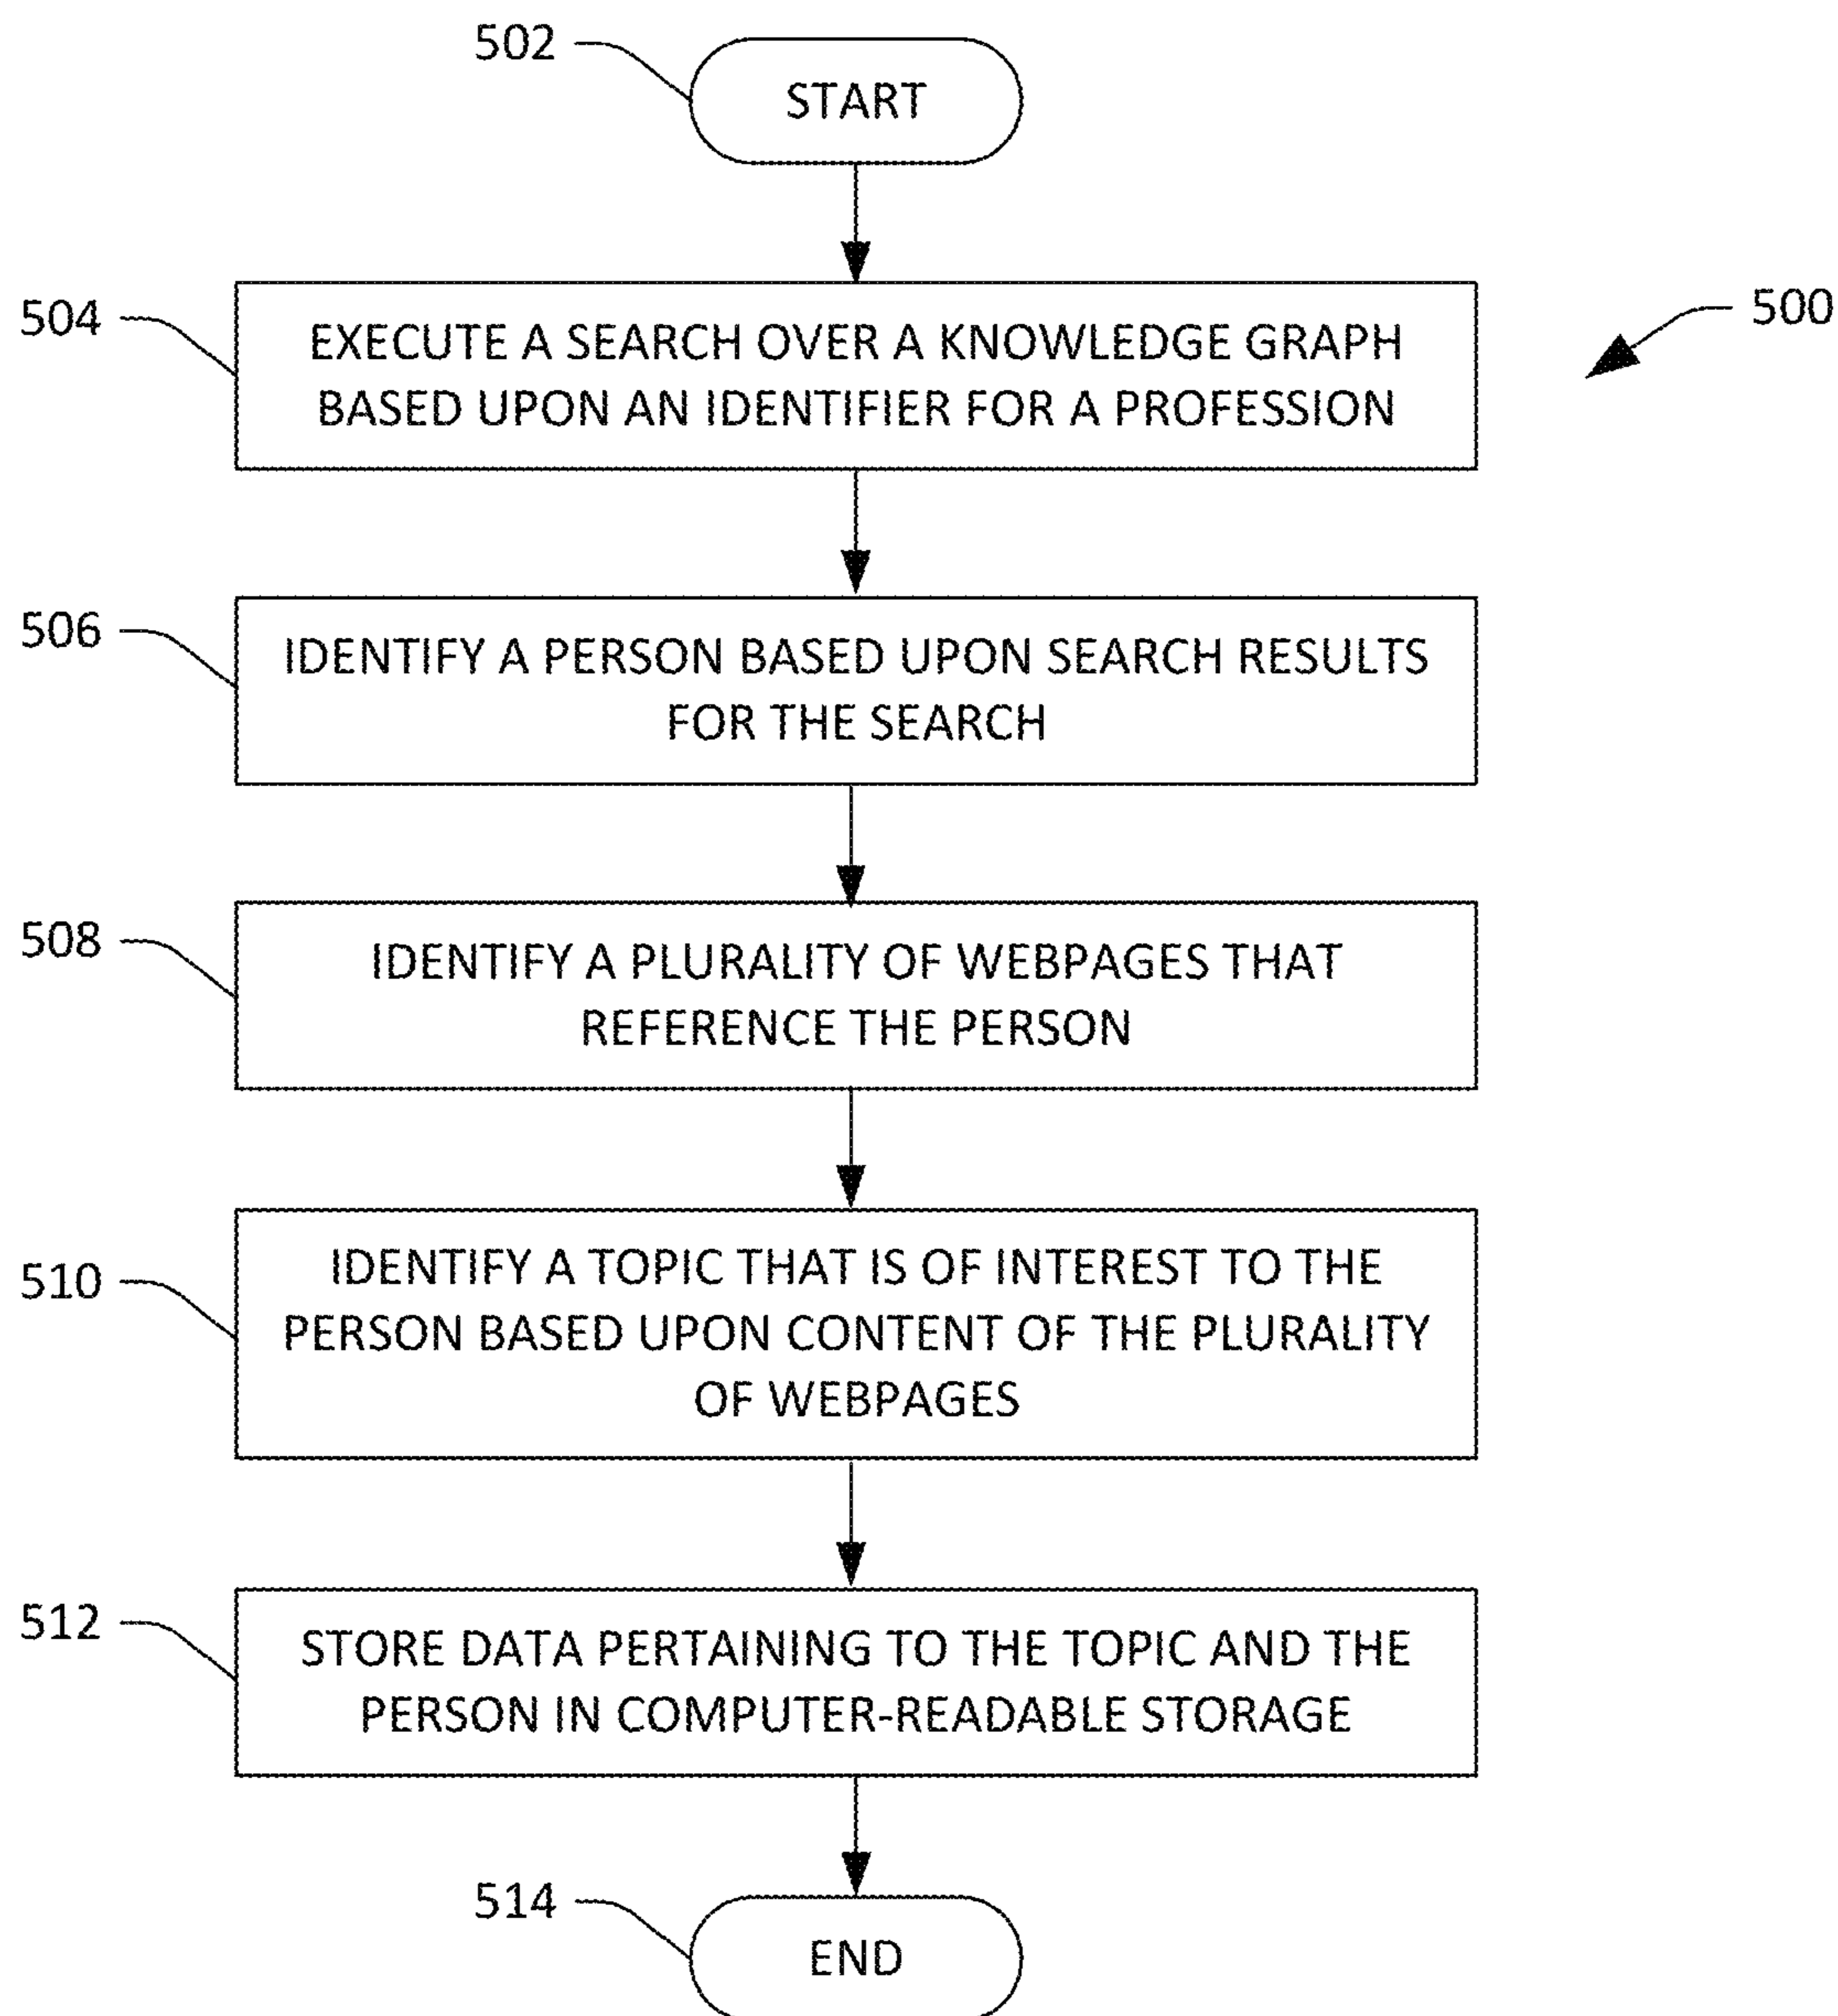 502
START
504
EXECUTE A SEARCH OVER A KNOWLEDGE GRAPH
BASED UPON AN IDENTIFIER FOR A PROFESSION
500
506
IDENTIFY A PERSON BASED UPON SEARCH RESULTS
FOR THE SEARCH
508
IDENTIFY A PLURALITY OF WEBPAGES THAT
REFERENCE THE PERSON
510
IDENTIFY A TOPIC THAT IS OF INTEREST TO THE
PERSON BASED UPON CONTENT OF THE PLURALITY
OF WEBPAGES
512
STORE DATA PERTAINING TO THE TOPIC AND THE
PERSON IN COMPUTER-READABLE STORAGE
514
END